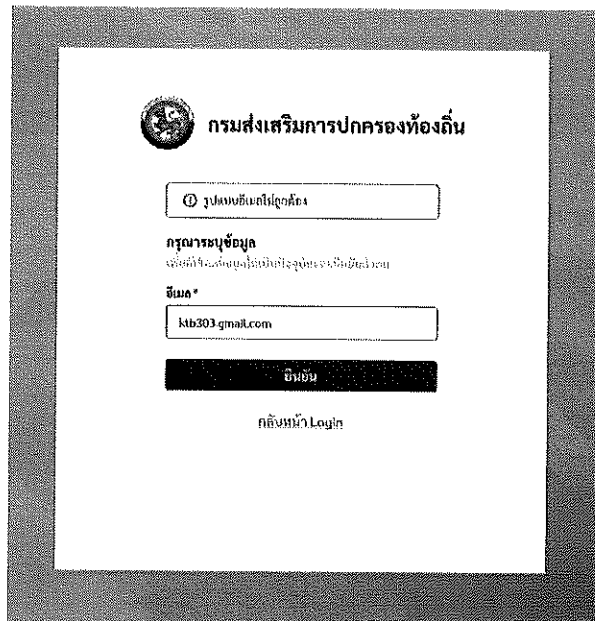 กรมส่งเสริมการปกครองท้องถิ่น
รูปแบบอีเมลไม่ถูกต้อง
กรุณาระบุข้อมูล
อีเมล*
ktb303.gmail.com
ยืนยัน
กลับหน้า Login